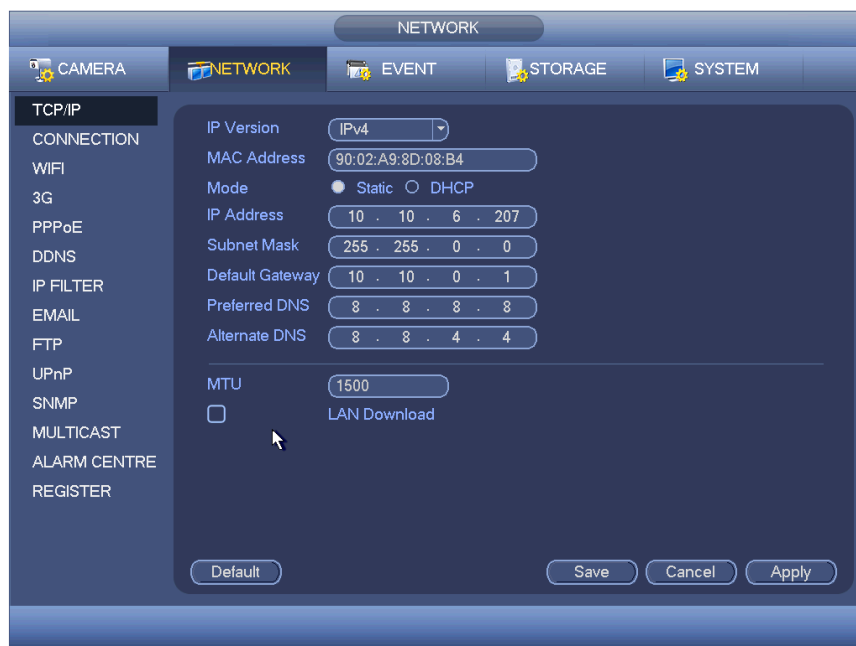 NETWORK
CAMERA NETWORK EVENT STORAGE SYSTEM
TCP/IP
CONNECTION
WIFI
3G
PPPoE
DDNS
IP FILTER
EMAIL
FTP
UPnP
SNMP
MULTICAST
ALARM CENTRE
REGISTER
IP Version IPv4
MAC Address 90:02:A9:8D:08:B4
Mode Static DHCP
IP Address 10 . 10 . 6 . 207
Subnet Mask 255 . 255 . 0 . 0
Default Gateway 10 . 10 . 0 . 1
Preferred DNS 8 . 8 . 8 . 8
Alternate DNS 8 . 8 . 4 . 4
MTU 1500
LAN Download
Default Save Cancel Apply